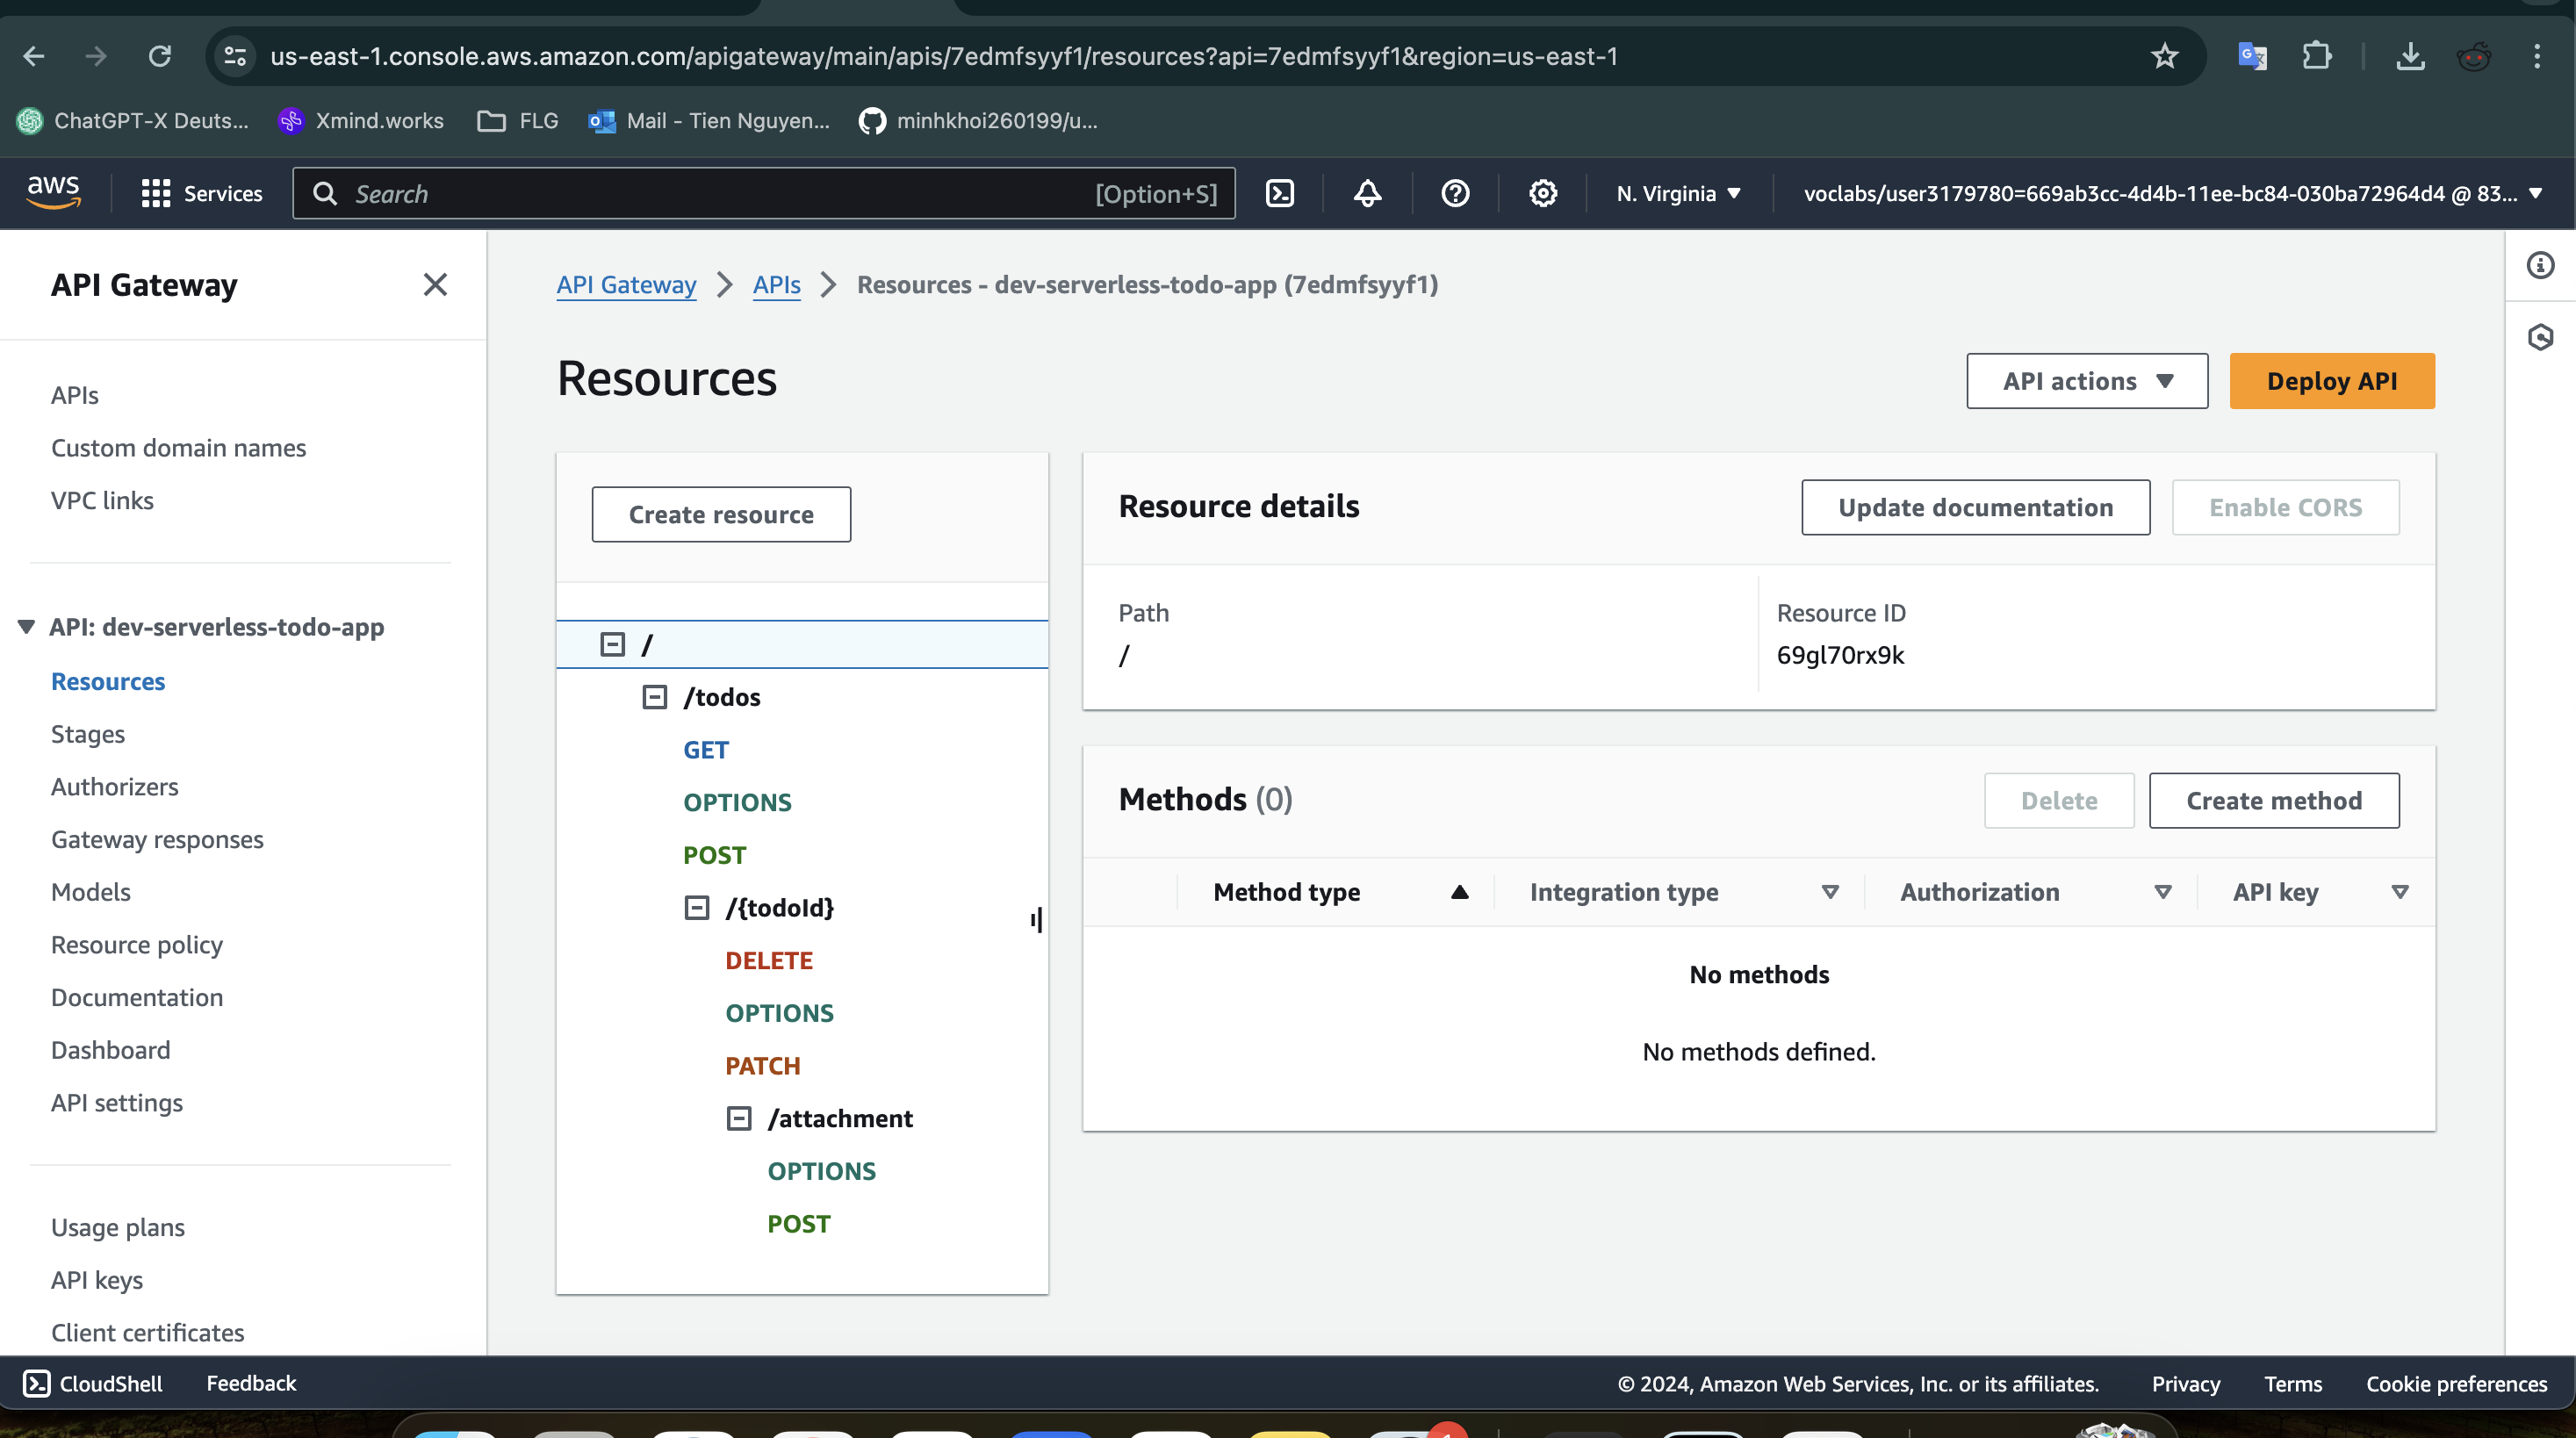 us-east-1.console.aws.amazon.com/apigateway/main/apis/7edmfsyyf1/resources?api=7edmfsyyf1&region=us-east-1
ChatGPT-X Deuts...
Xmind.works
FLG
Mail - Tien Nguyen...
minhkhoi260199/u...
aws
Services
Search
[Option+S]
N. Virginia
voclabs/user3179780=669ab3cc-4d4b-11ee-bc84-030ba72964d4 @ 83...
API Gateway
APIs
Custom domain names
VPC links
API: dev-serverless-todo-app
Resources
Stages
Authorizers
Gateway responses
Models
Resource policy
Documentation
Dashboard
API settings
Usage plans
API keys
Client certificates
API Gateway
APIs
Resources - dev-serverless-todo-app (7edmfsyyf1)
Resources
API actions
Deploy API
Create resource
/
/todos
GET
OPTIONS
POST
/{todoId}
DELETE
OPTIONS
PATCH
/attachment
OPTIONS
POST
Resource details
Update documentation
Enable CORS
Path
/
Resource ID
69gl70rx9k
Methods (0)
Delete
Create method
Method type
Integration type
Authorization
API key
No methods
No methods defined.
CloudShell
Feedback
© 2024, Amazon Web Services, Inc. or its affiliates.
Privacy
Terms
Cookie preferences